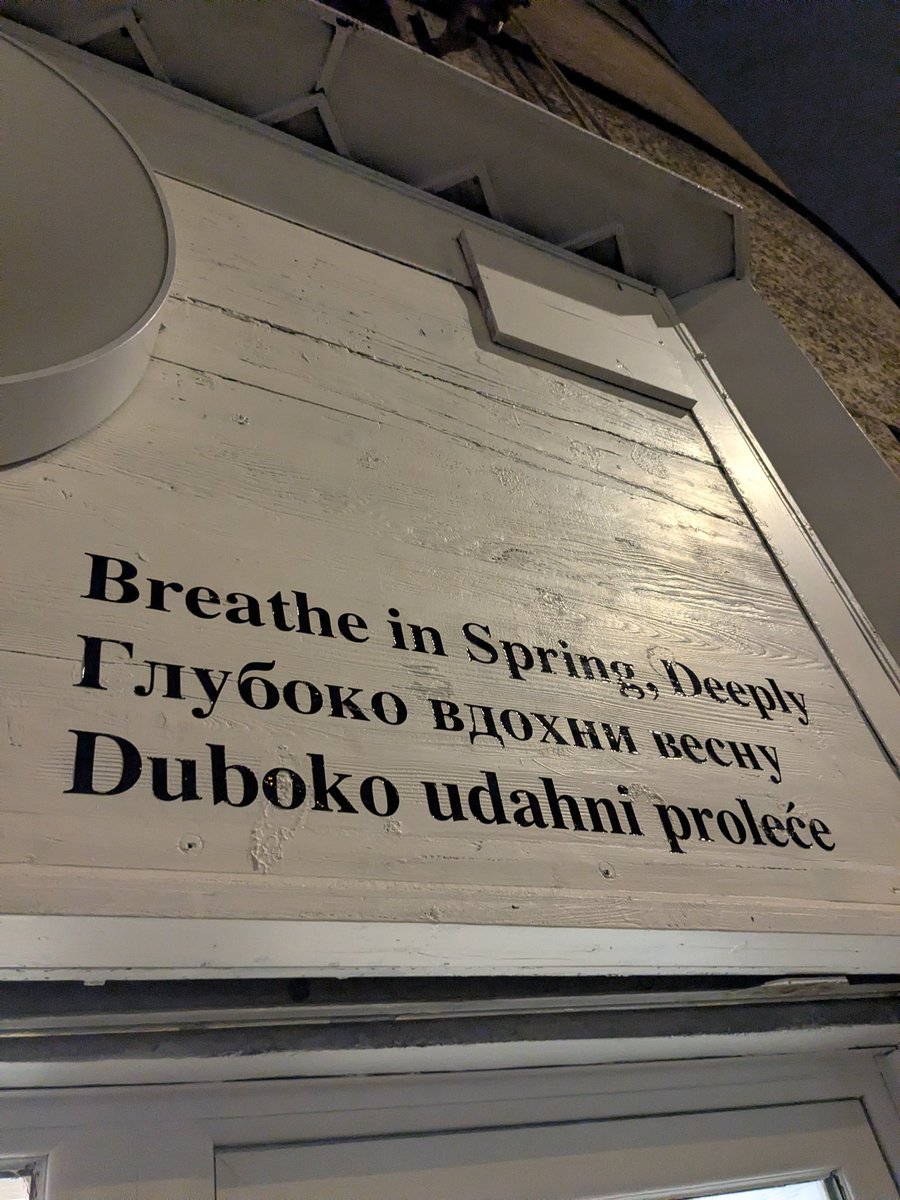 Breathe in Spring, Deeply
Глубоко вдохни весну
Duboko udahni proleće